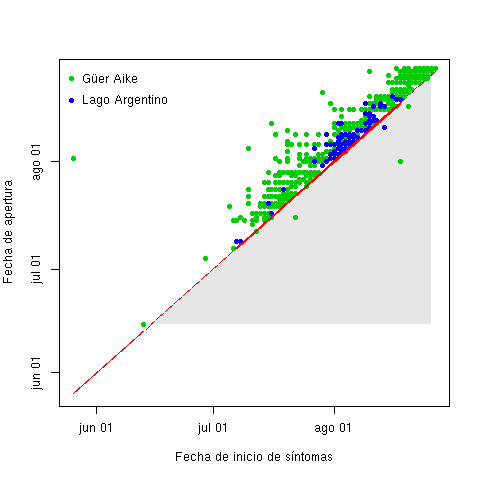 Güer Aike
Lago Argentino
Fecha de apertura
ago 01
jul 01
jun 01
jun 01
jul 01
ago 01
Fecha de inicio de síntomas